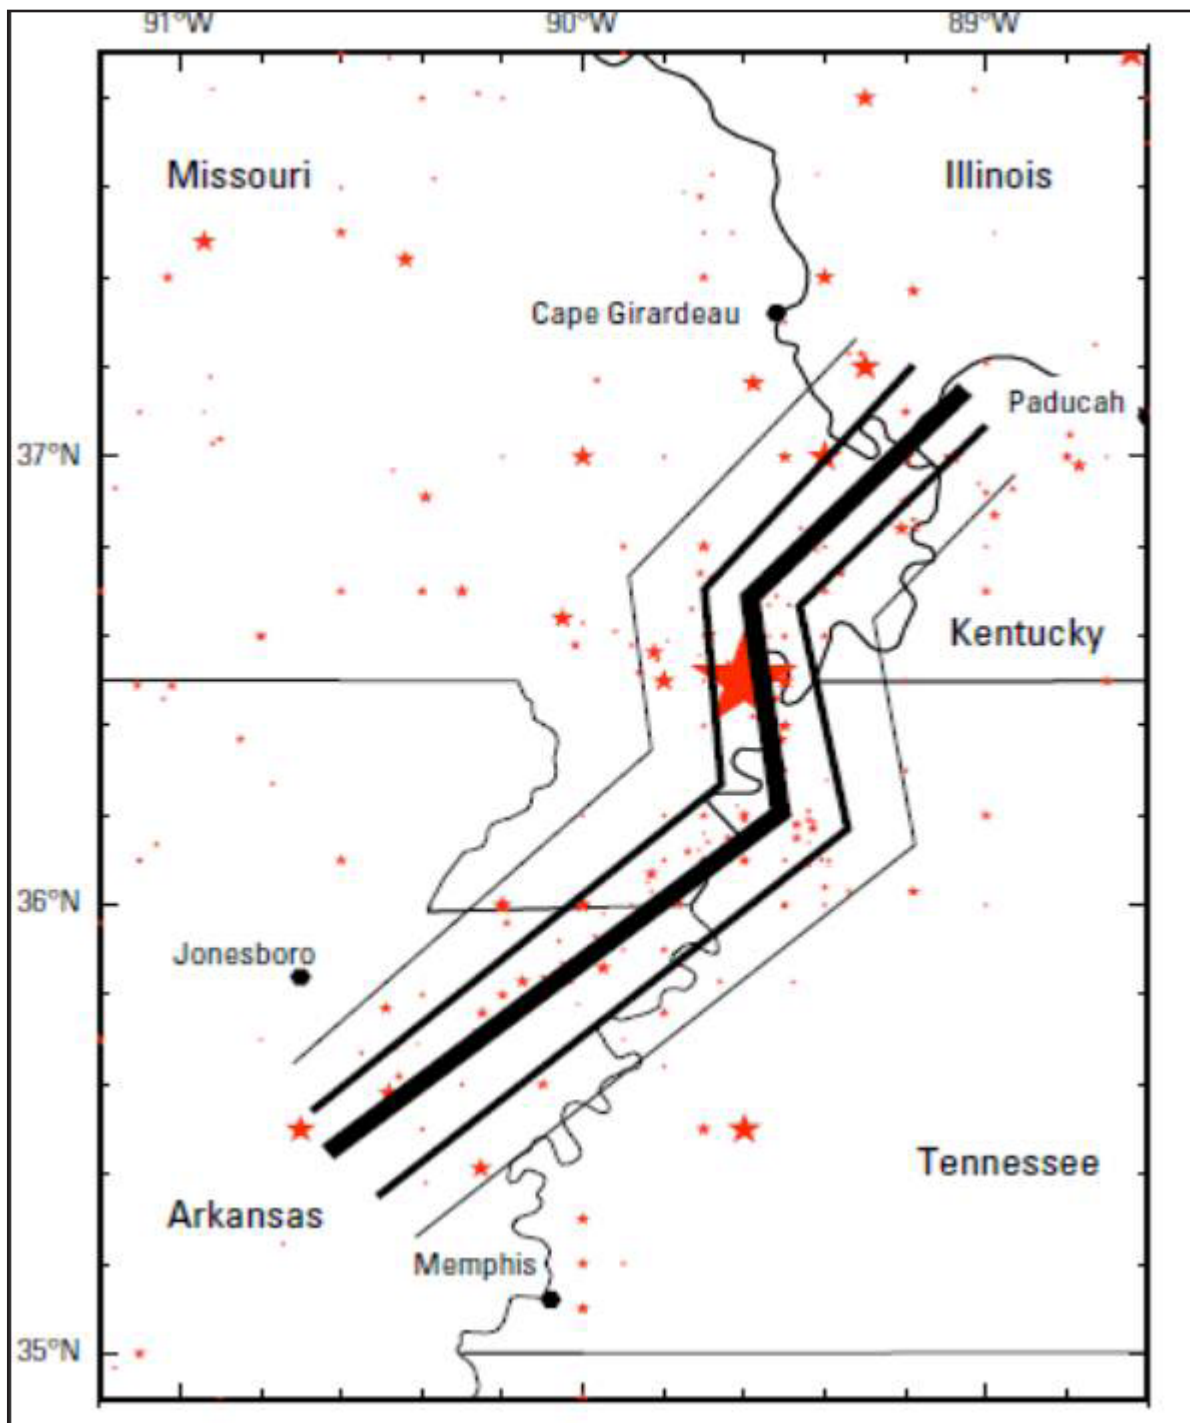 91°W 90°W 89°W
Missouri Illinois
Cape Girardeau
Paducah
37°N
Kentucky
36°N
Jonesboro
Tennessee
Arkansas
Memphis
35°N